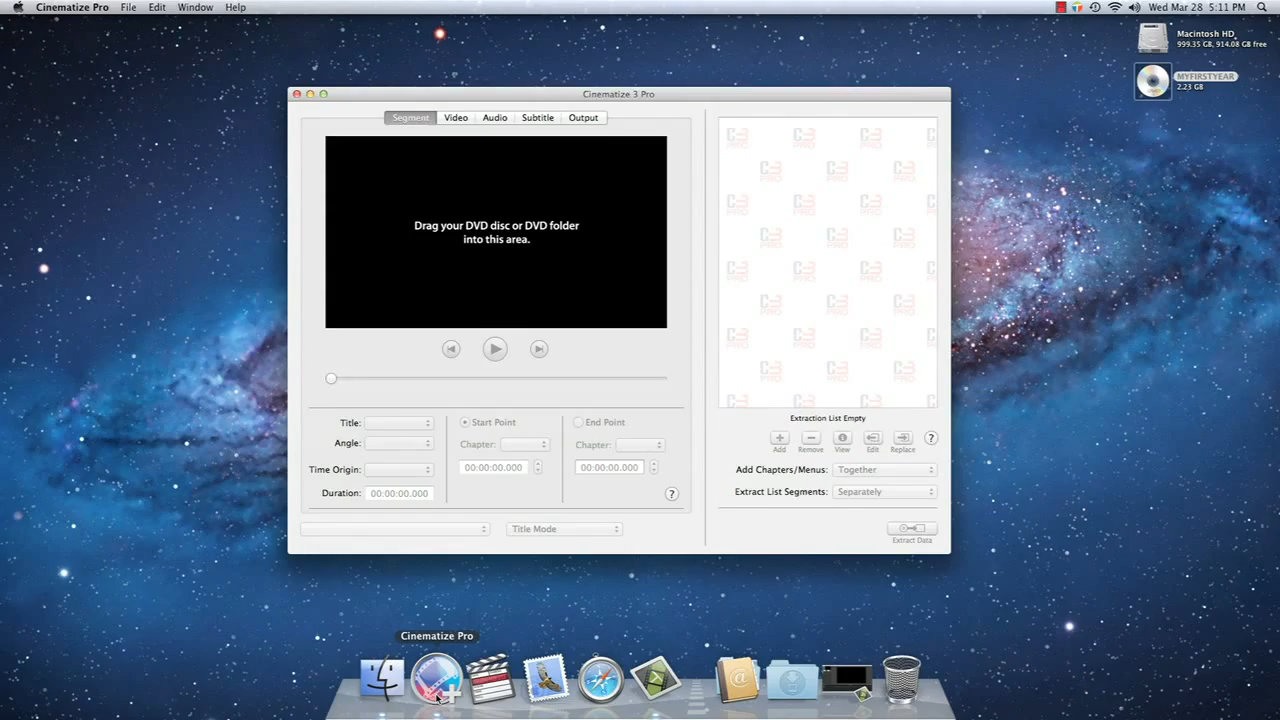 Cinematize Pro File Edit Window Help
Wed Mar 28 5:11 PM
Macintosh HD
999.35 GB, 914.08 GB free
MYFIRSTYEAR
2.23 GB
Cinematize 3 Pro
Segment Video Audio Subtitle Output
Drag your DVD disc or DVD folder
into this area.
C3 PRO
Title:
Start Point
End Point
Angle:
Chapter:
Chapter:
00:00:00.000
00:00:00.000
Time Origin:
Duration: 00:00:00.000
?
Title Mode
Extraction List Empty
Add Remove View Edit Replace
?
Add Chapters/Menus: Together
Extract List Segments: Separately
Extract Data
Cinematize Pro